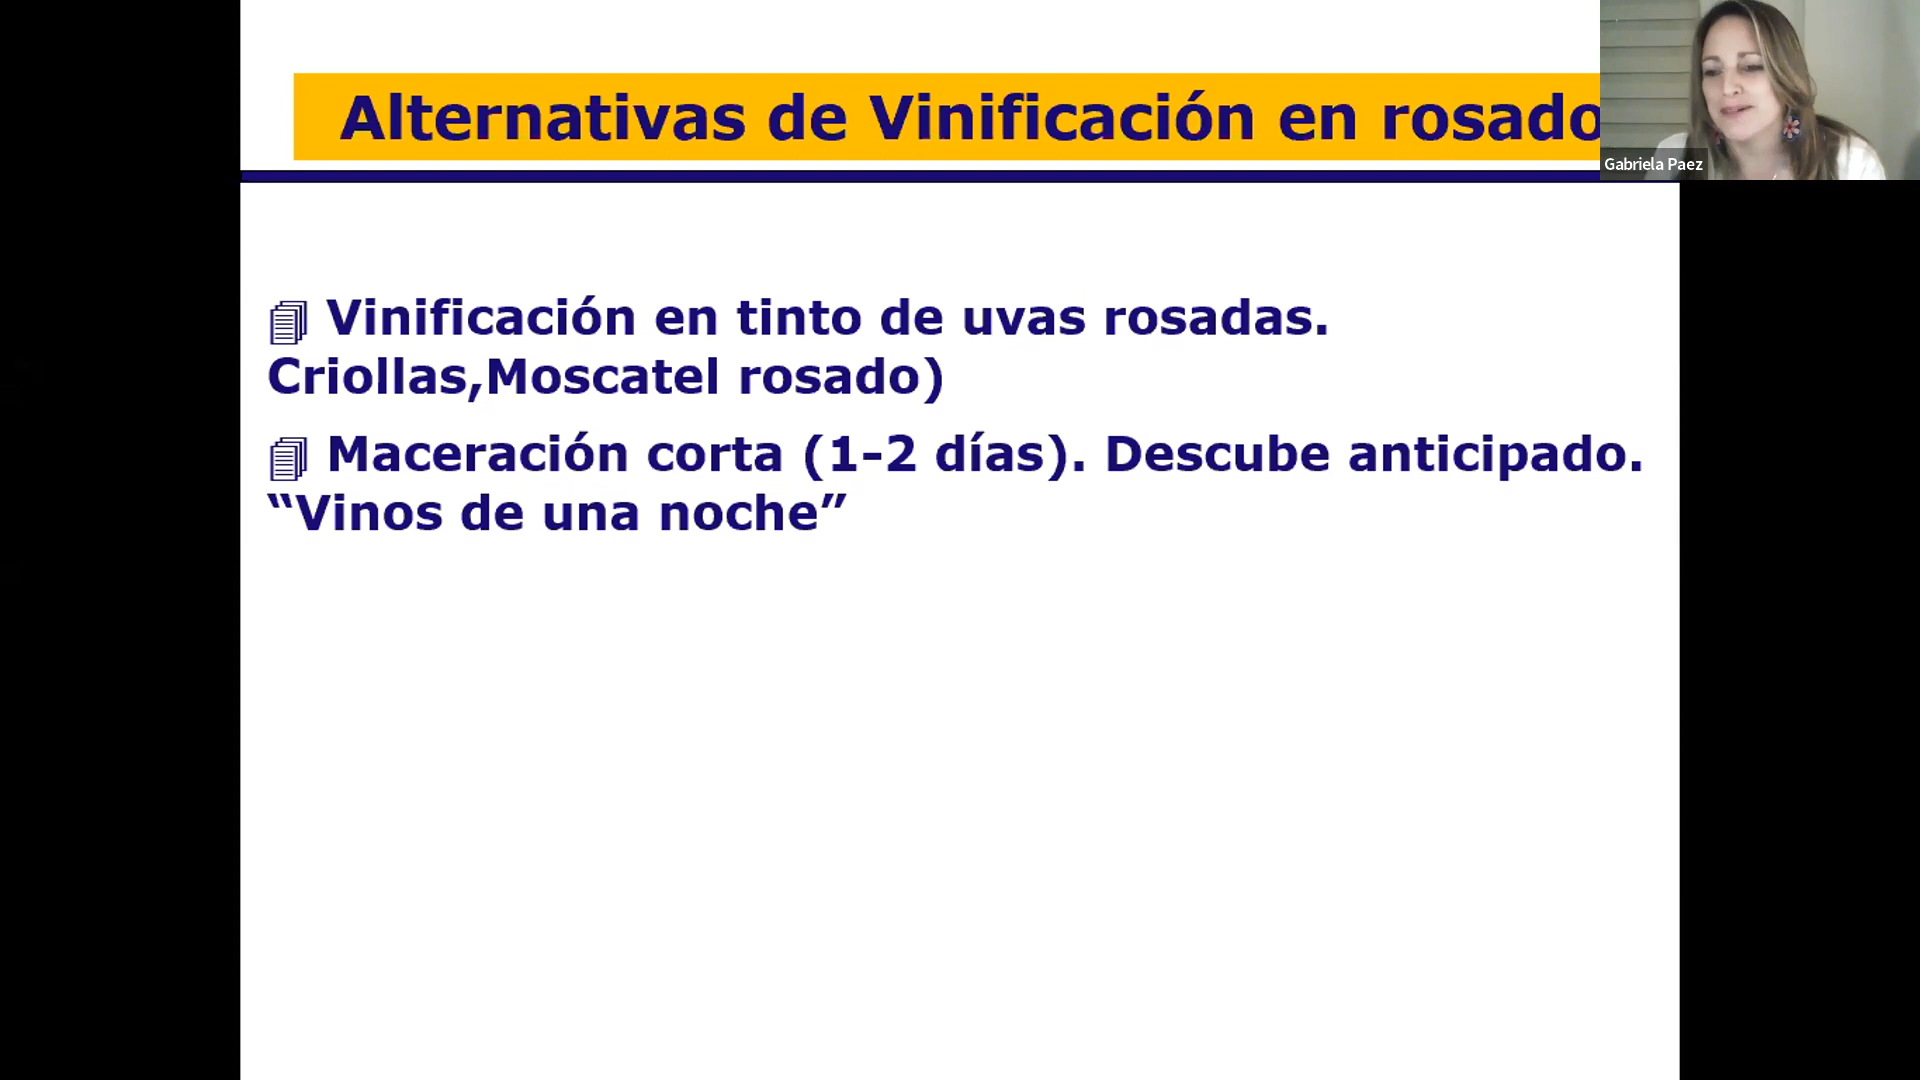 Alternativas de Vinificación en rosado
Gabriela Paez
Vinificación en tinto de uvas rosadas.
Criollas,Moscatel rosado)
Maceración corta (1-2 días). Descube anticipado.
“Vinos de una noche”